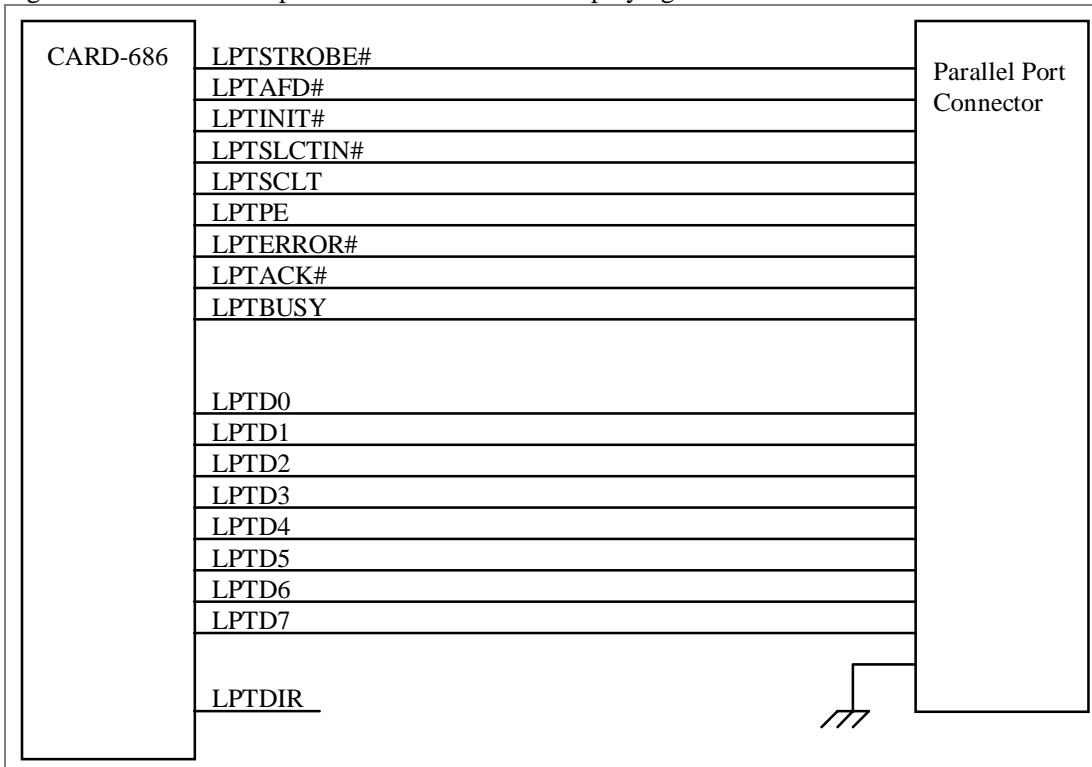 CARD-686
LPTSTROBE#
LPTAFD#
LPTINIT#
LPTSLCTIN#
LPTSCLT
LPTPE
LPTERROR#
LPTACK#
LPTBUSY
LPTD0
LPTD1
LPTD2
LPTD3
LPTD4
LPTD5
LPTD6
LPTD7
LPTDIR
Parallel Port
Connector